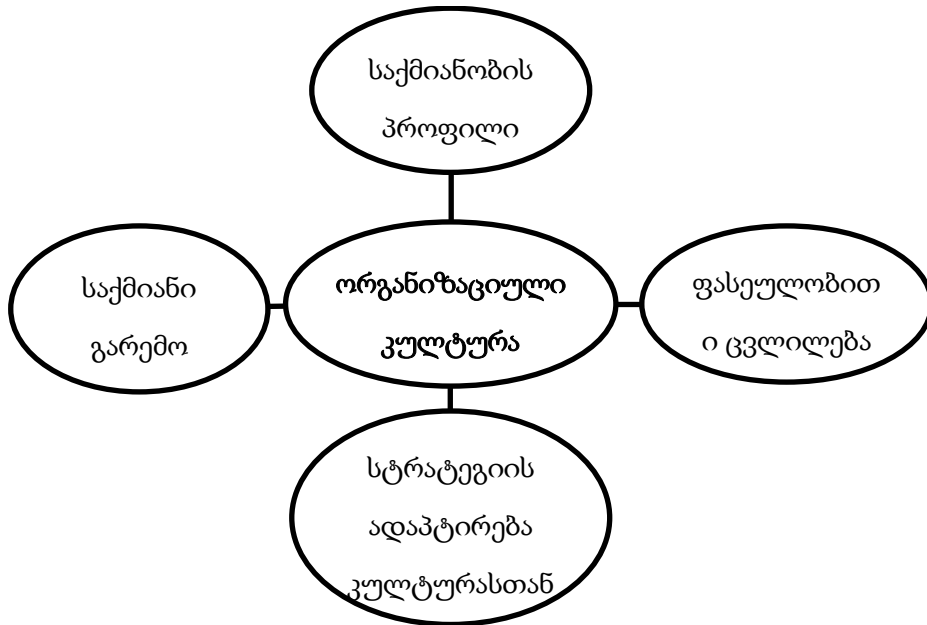 საქმიანობის
პროფილი
საქმიანი
გარემო
ორგანიზაციული
კულტურა
ფასეულობით
ი ცვლილება
სტრატეგიის
ადაპტირება
კულტურასთან